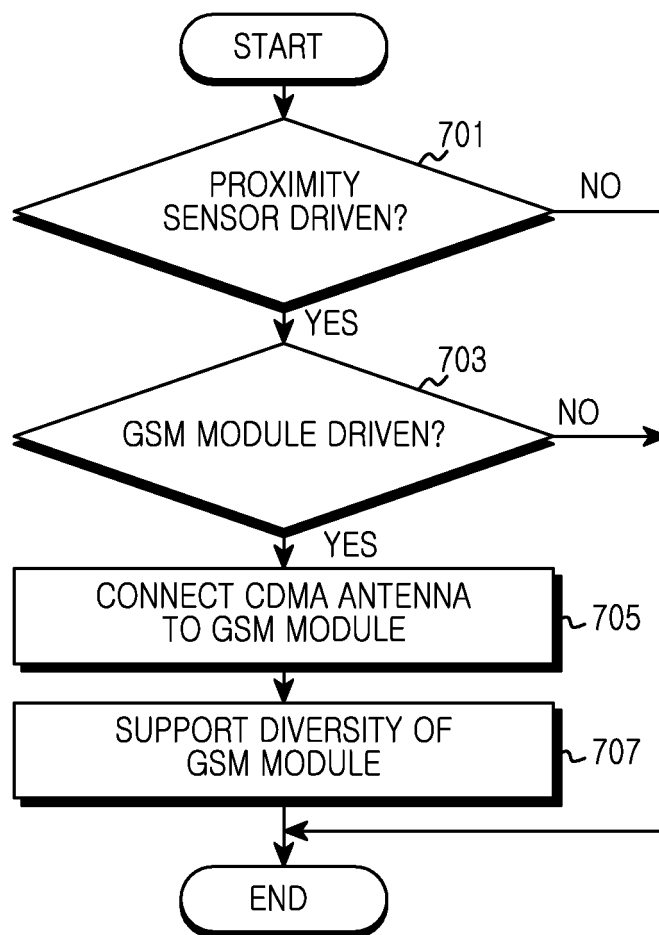 START
701
PROXIMITY
SENSOR DRIVEN?
NO
YES
703
GSM MODULE DRIVEN?
NO
YES
CONNECT CDMA ANTENNA
TO GSM MODULE
705
SUPPORT DIVERSITY OF
GSM MODULE
707
END